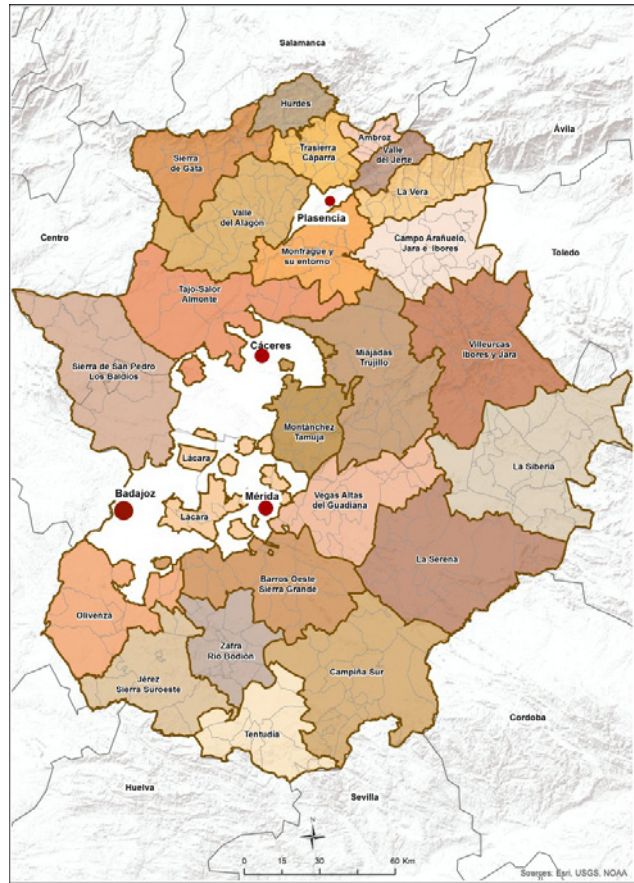 Salamanca
Hurdes
Ávila
Ambroz
Trasierra
Cáparra
Valle
del Jerte
Sierra
de Gata
La Vera
Valle
del Alagón
Plasencia
Centro
Campo Arañuelo,
Jara e Ibores
Toledo
Monfrague y
su entorno
Tajo-Salor
Almonte
Cáceres
Miajadas
Trujillo
Villeurcas
Ibores y Jara
Sierra de San Pedro
Los Baldíos
Montánchez
Tamuja
Lácara
La Siberia
Badajoz
Mérida
Vegas Altas
del Guadiana
Lácara
La Serena
Barros Oeste
Sierra Grande
Olivenza
Zafra
Río Bodión
Jérez
Sierra Suroeste
Campiña Sur
Tentudía
Cordoba
Huelva
Sevilla
N
0 15 30 60 Km
Sources: Esri, USGS, NOAA